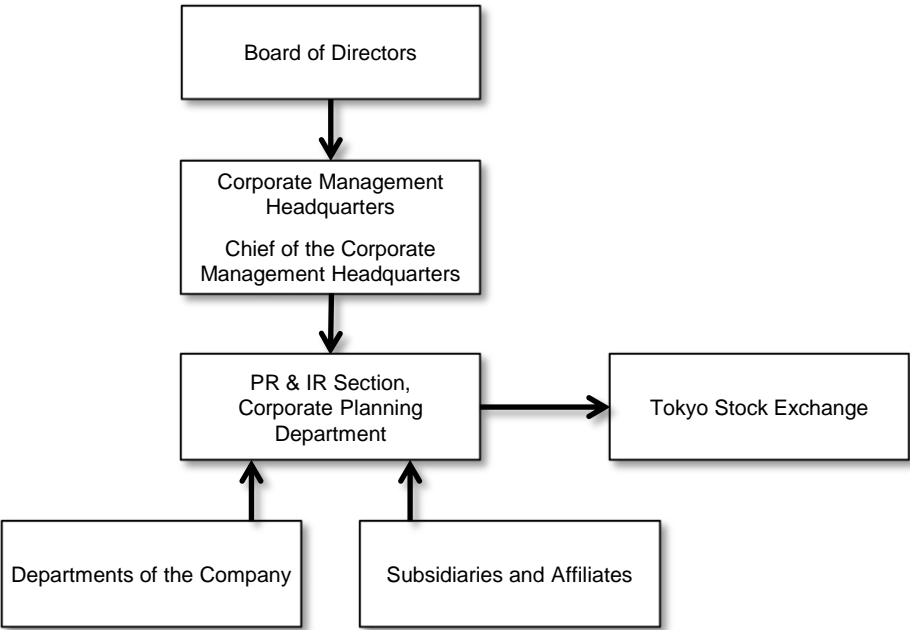 Board of Directors
Corporate Management
Headquarters
Chief of the Corporate
Management Headquarters
PR & IR Section,
Corporate Planning
Department
Tokyo Stock Exchange
Departments of the Company
Subsidiaries and Affiliates